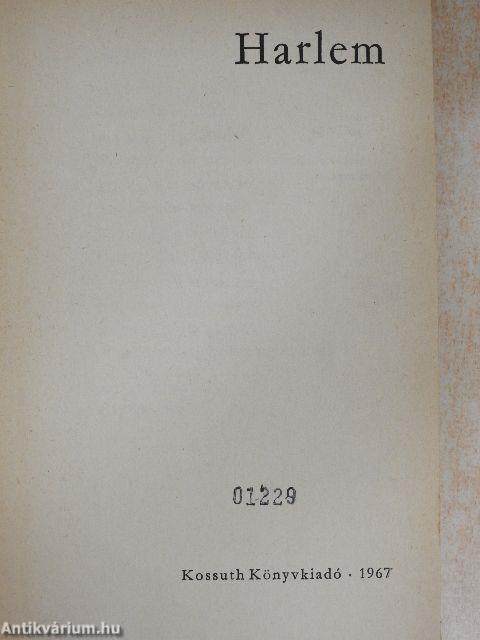 Harlem
01229
Kossuth Könyvkiadó · 1967
Antikvárium.hu